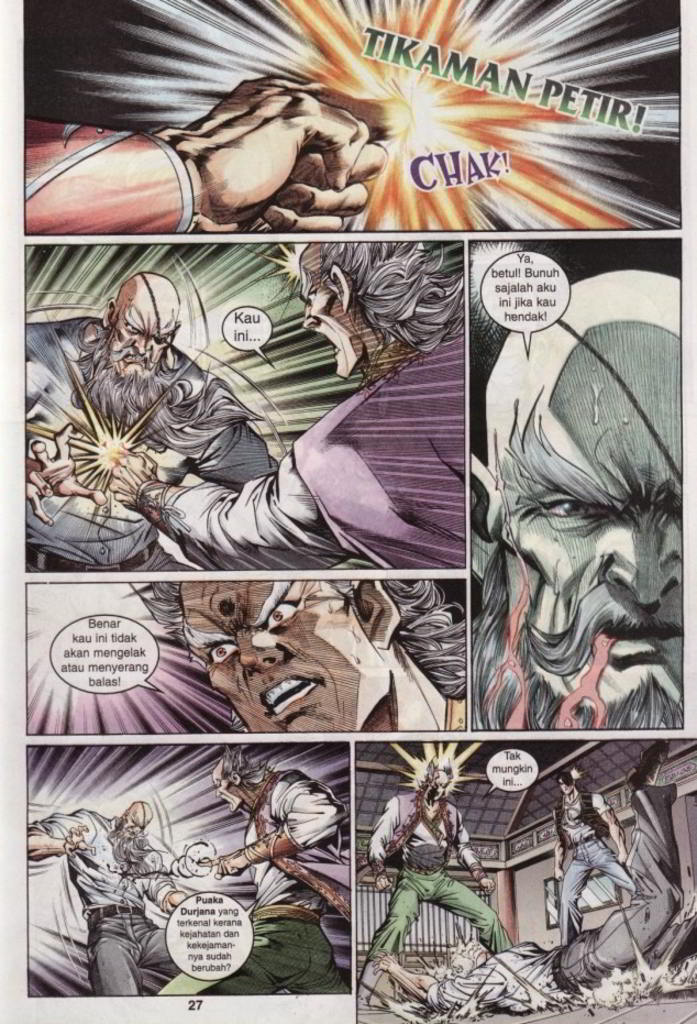 TIKAMAN PETIR!
CHAK!
Kau
ini...
Ya,
betul! Bunuh
sajalah aku
ini jika kau
hendak!
Benar
kau ini tidak
akan mengelak
atau menyerang
balas!
Puaka
Durjana yang
terkenal kerana
kejahatan dan
kekejaman-
nya sudah
berubah?
Tak
mungkin
ini...
27